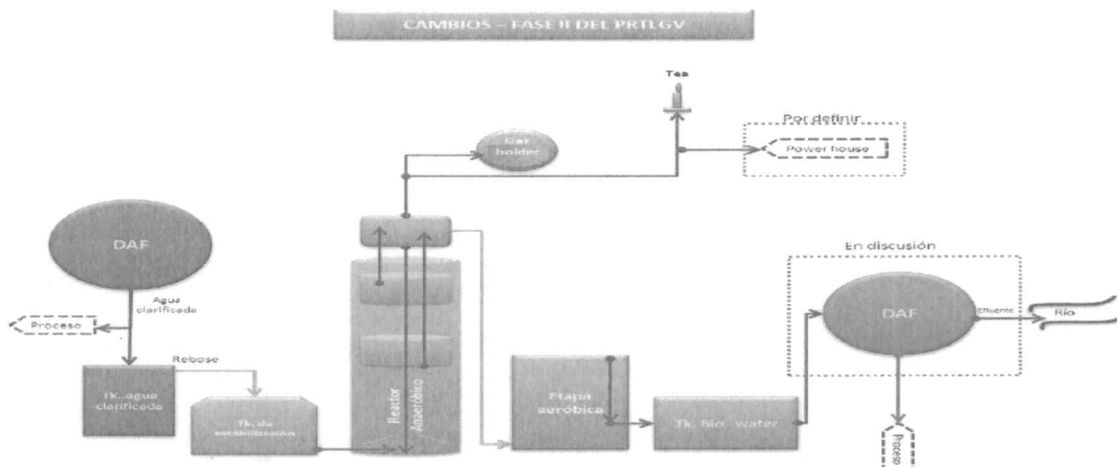 CAMBIOS – FASE II DEL PRTLGV
Tea
Por definir
Power house
Gas
holder
DAF
Agua
clarificada
Proceso
Rebose
Tk. agua
clarificada
Tk. de
estabilización
Reactor
Anaeróbico
Etapa
aeróbica
Tk. Bio - water
En discusión
DAF
Efluente
Río
Proceso